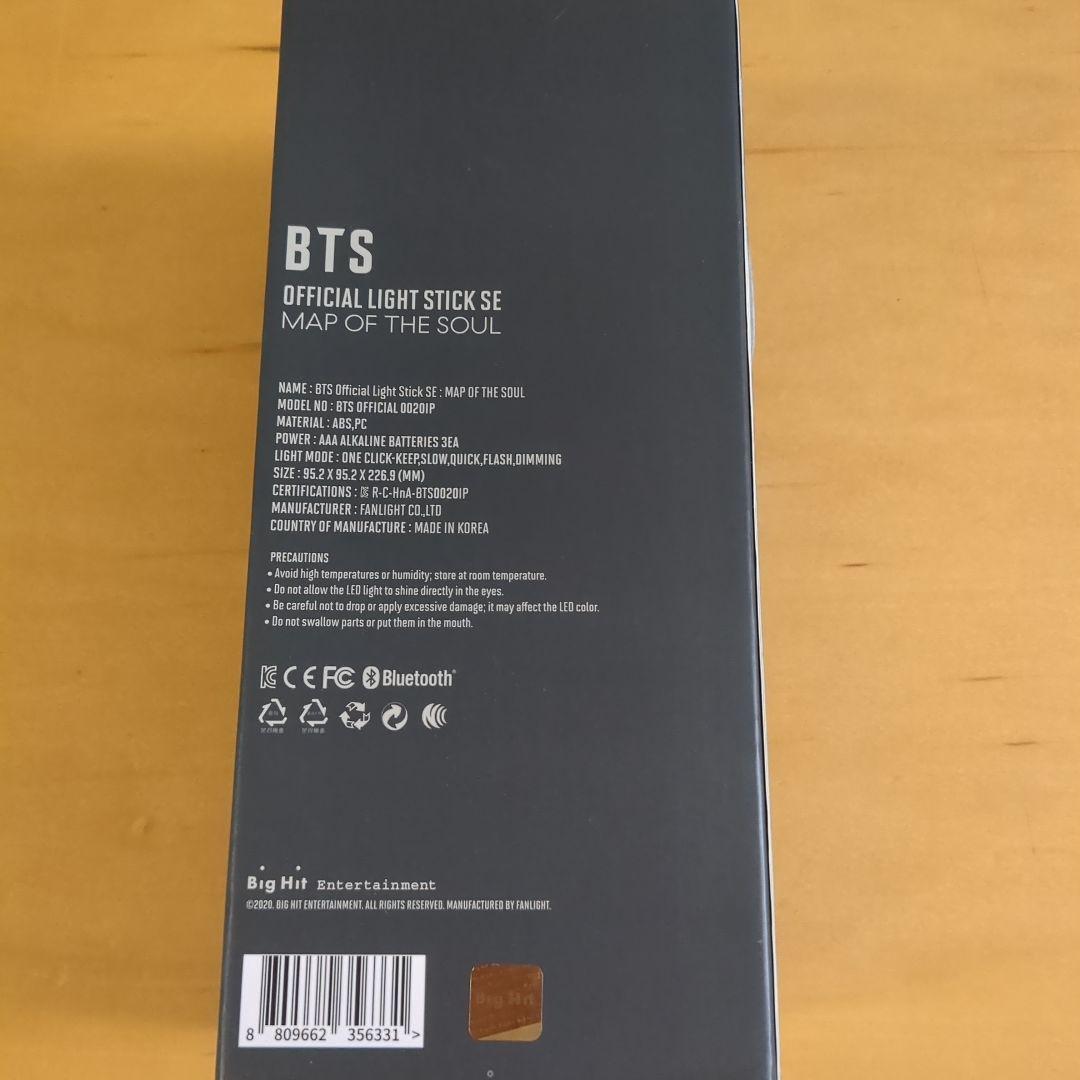 BTS
OFFICIAL LIGHT STICK SE
MAP OF THE SOUL
NAME : BTS Official Light Stick SE : MAP OF THE SOUL
MODEL NO : BTS OFFICIAL 0020IP
MATERIAL : ABS,PC
POWER : AAA ALKALINE BATTERIES 3EA
LIGHT MODE : ONE CLICK-KEEP,SLOW,QUICK,FLASH,DIMMING
SIZE : 95.2 X 95.2 X 226.9 (MM)
CERTIFICATIONS : R-C-HnA-BTS0020IP
MANUFACTURER : FANLIGHT CO.,LTD
COUNTRY OF MANUFACTURE : MADE IN KOREA
PRECAUTIONS
• Avoid high temperatures or humidity; store at room temperature.
• Do not allow the LED light to shine directly in the eyes.
• Be careful not to drop or apply excessive damage; it may affect the LED color.
• Do not swallow parts or put them in the mouth.
CE FC Bluetooth®
Big Hit Entertainment
©2020. BIG HIT ENTERTAINMENT. ALL RIGHTS RESERVED. MANUFACTURED BY FANLIGHT.
8 809662 356331 >
Big Hit